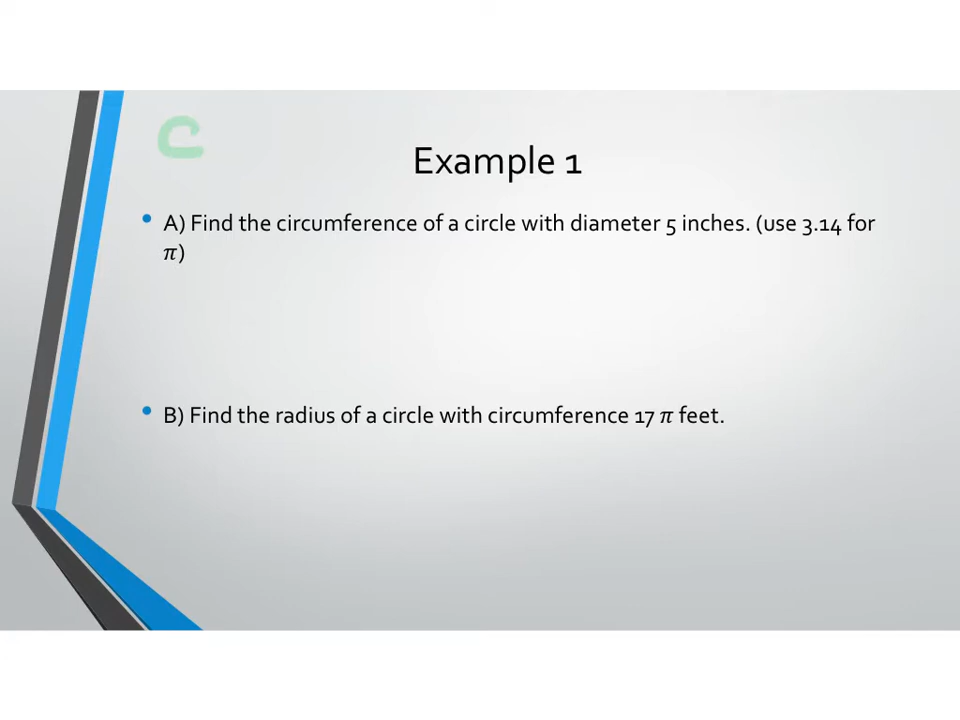 C
Example 1
• A) Find the circumference of a circle with diameter 5 inches. (use 3.14 for
π)
• B) Find the radius of a circle with circumference 17 π feet.